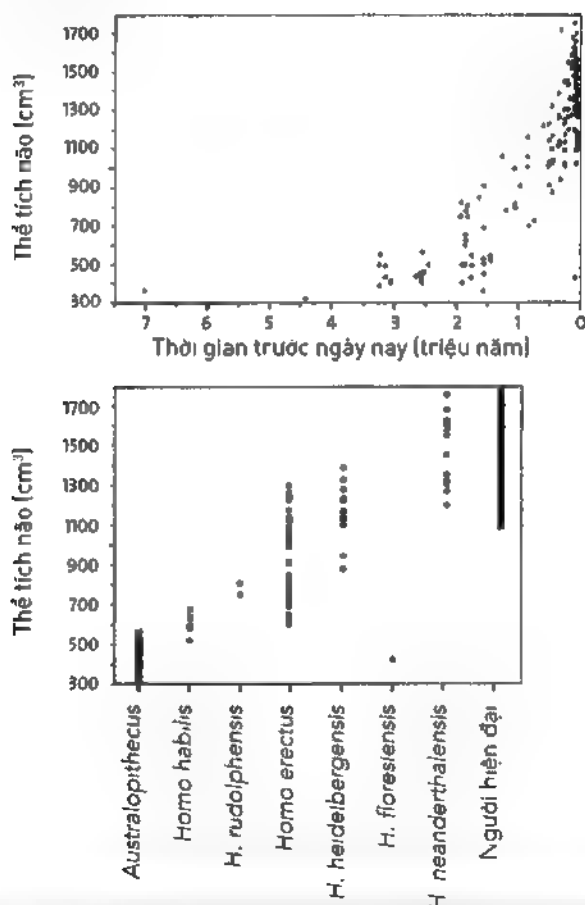 Thể tích não (cm³)
1700
1500
1300
1100
900
700
500
300
7 6 5 4 3 2 1 0
Thời gian trước ngày nay (triệu năm)
Thể tích não (cm³)
1700
1500
1300
1100
900
700
500
300
Australopithecus
Homo habilis
H. rudolphensis
Homo erectus
H. heidelbergensis
H. floresiensis
H neanderthalensis
Người hiện đại